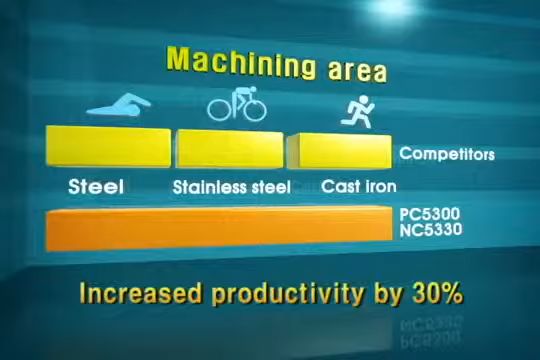 Machining area
Competitors
Steel
Stainless steel
Cast iron
PC5300
NC5330
Increased productivity by 30%